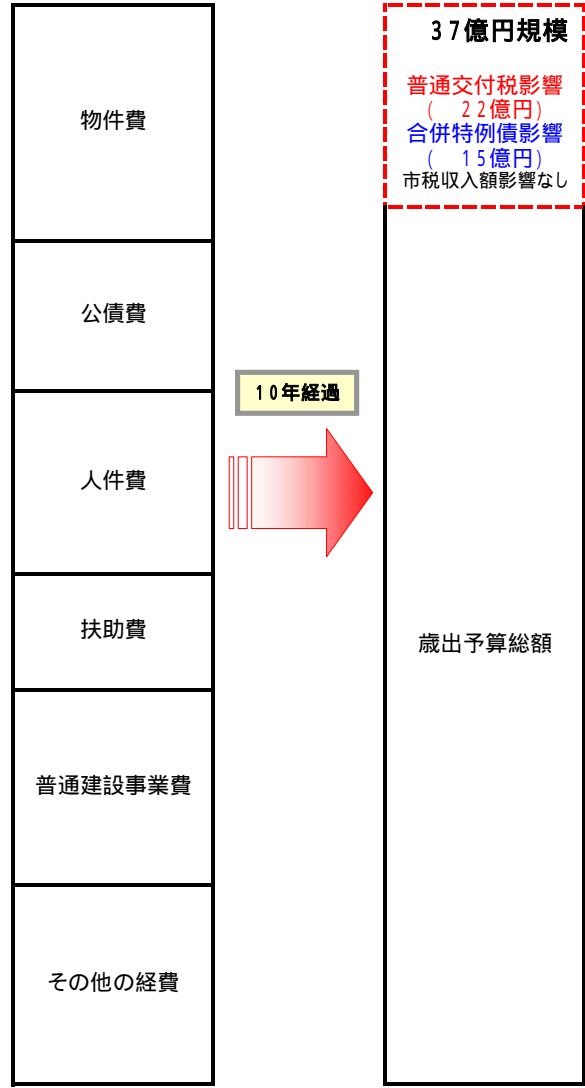 物件費
公債費
人件費
扶助費
普通建設事業費
その他の経費
10年経過
37億円規模
普通交付税影響
(　22億円)
合併特例債影響
(　15億円)
市税収入額影響なし
歳出予算総額